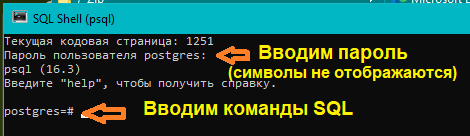 SQL Shell (psql)
Текущая кодовая страница: 1251
Пароль пользователя postgres:
Вводим пароль
(символы не отображаются)
psql (16.3)
Введите "help", чтобы получить справку.
postgres=#
Вводим команды SQL